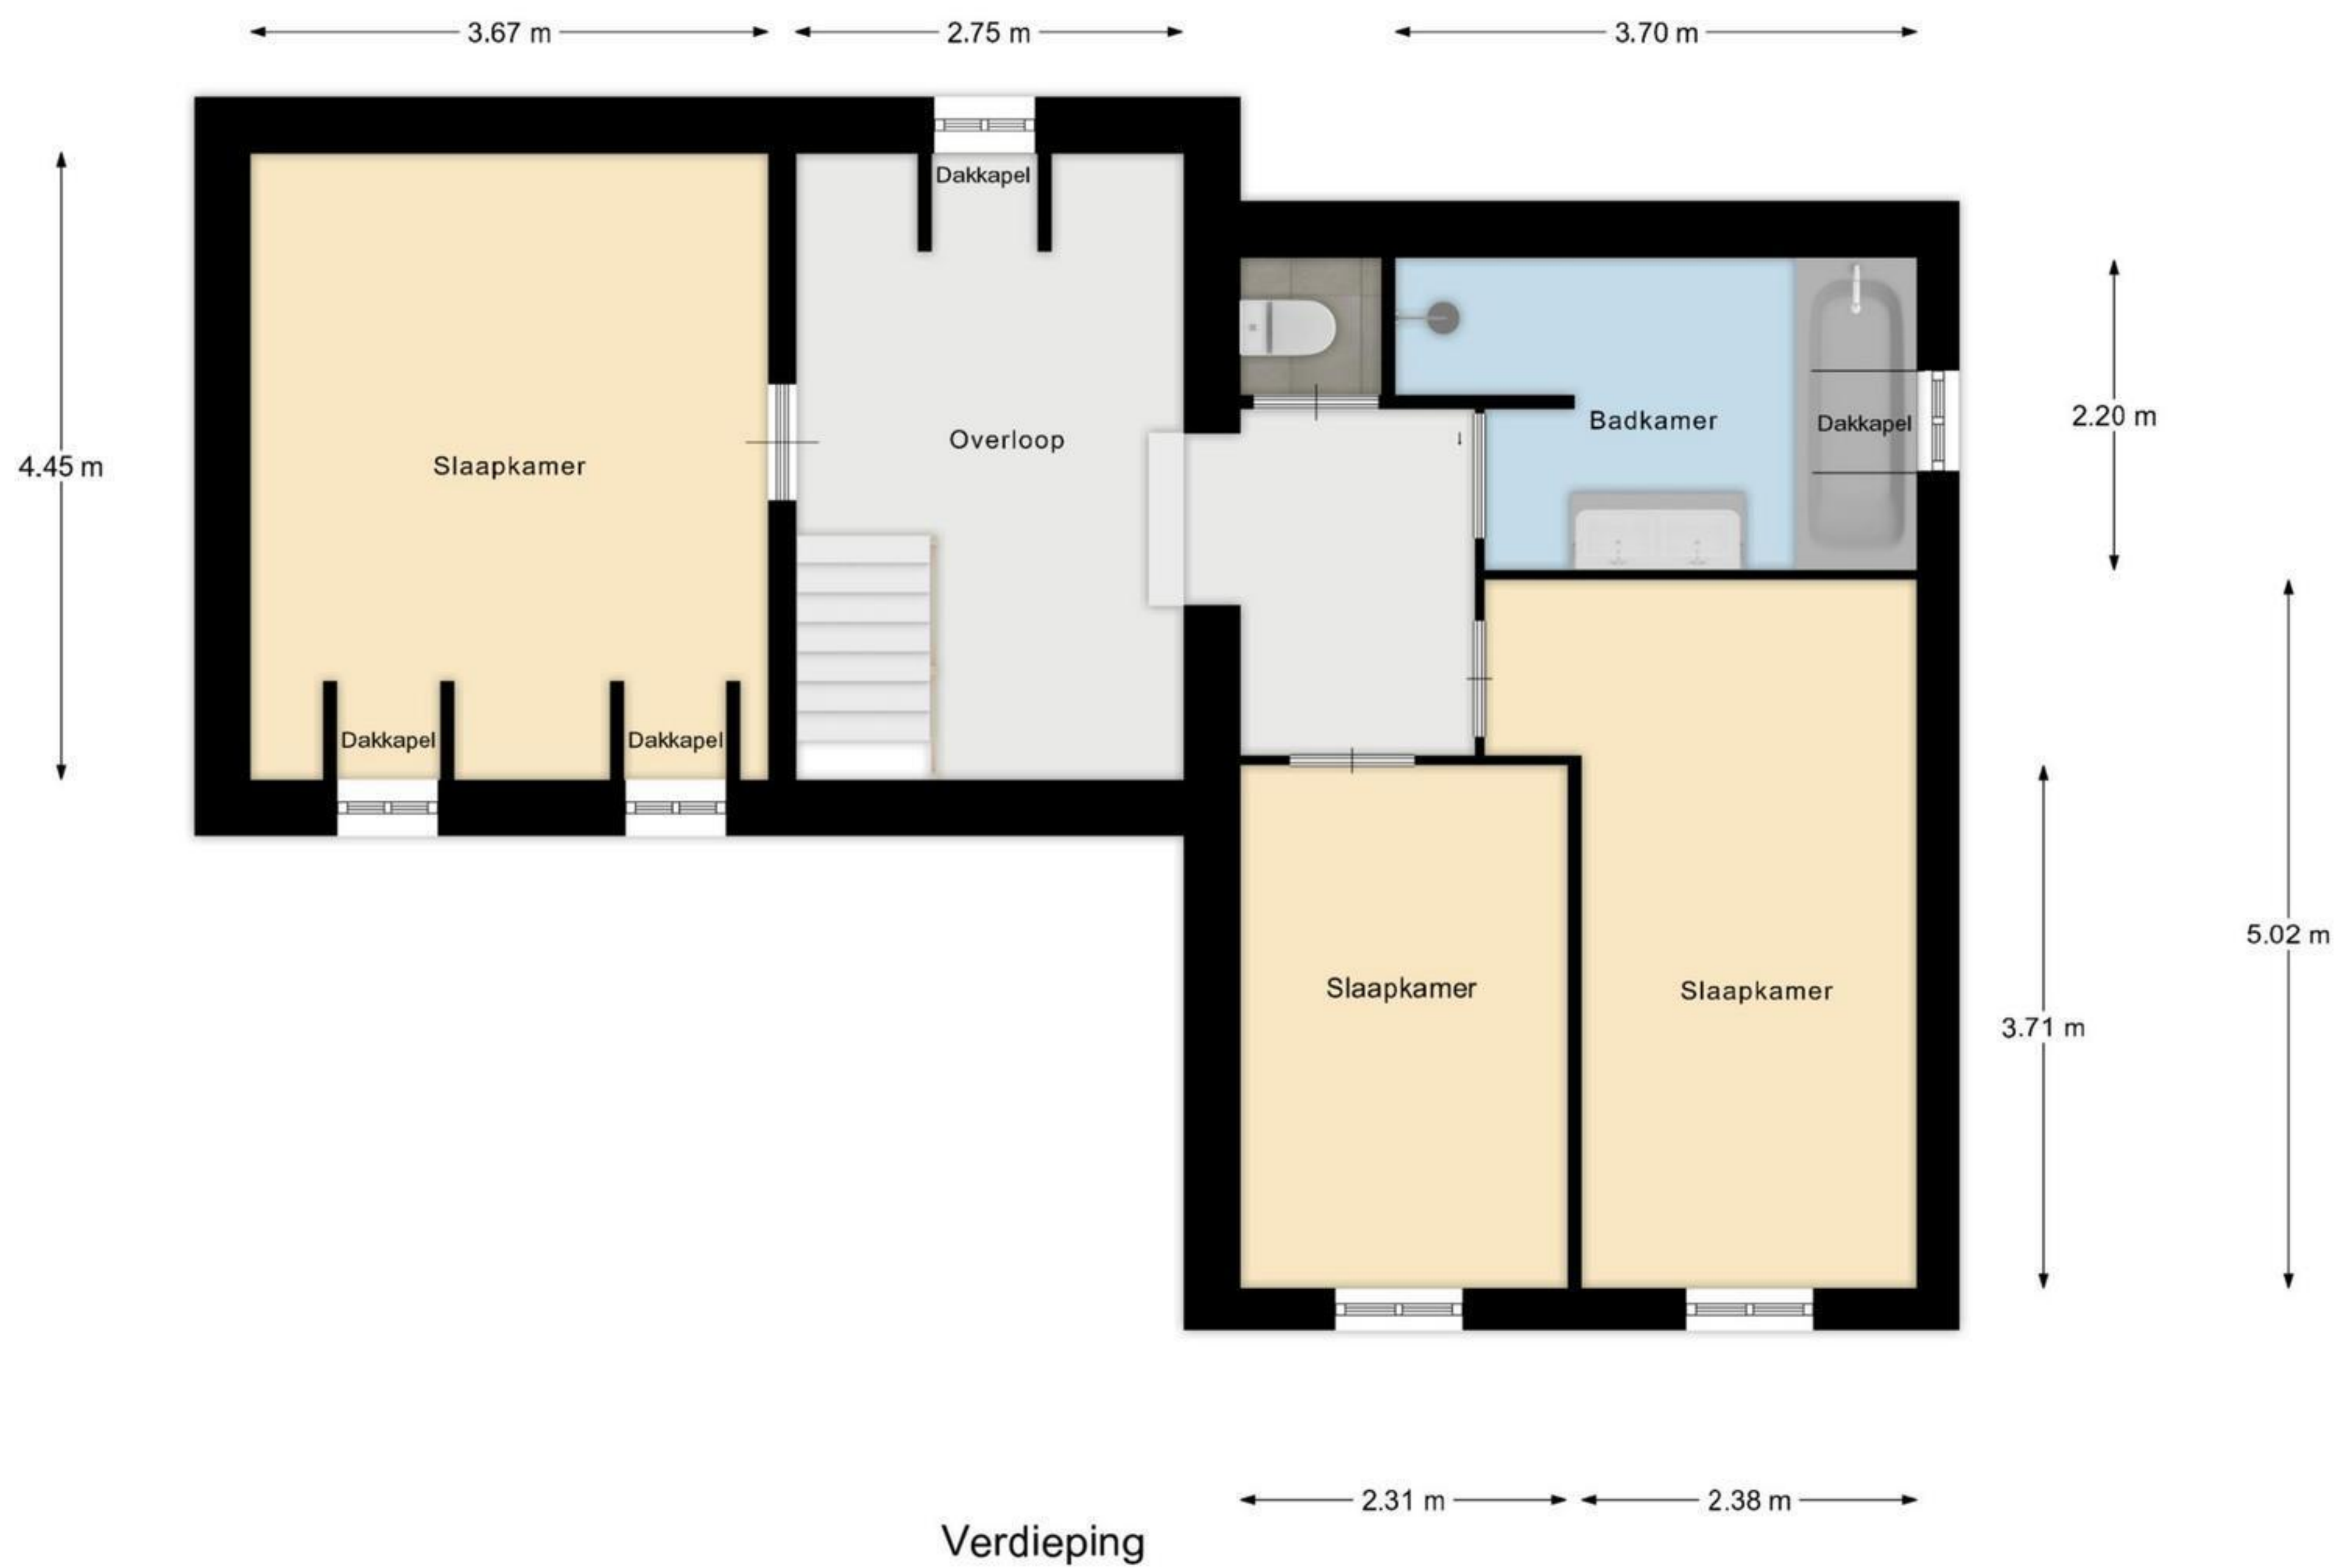 3.67 m
2.75 m
3.70 m
Dakkapel
4.45 m
Slaapkamer
Overloop
Badkamer
Dakkapel
2.20 m
Dakkapel
Dakkapel
Slaapkamer
Slaapkamer
5.02 m
3.71 m
2.31 m
2.38 m
Verdieping